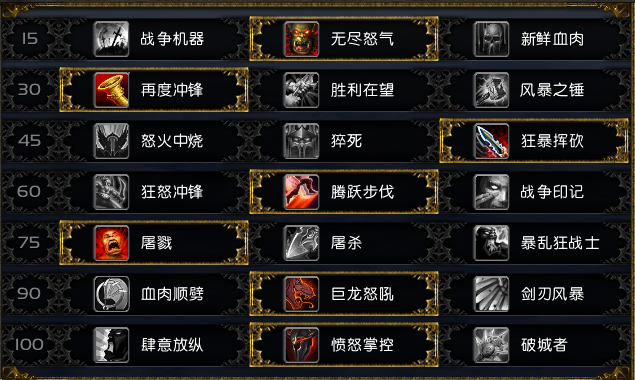 15 战争机器 无尽怒气 新鲜血肉
30 再度冲锋 胜利在望 风暴之锤
45 怒火中烧 猝死 狂暴挥砍
60 狂怒冲锋 腾跃步伐 战争印记
75 屠戮 屠杀 暴乱狂战士
90 血肉顺劈 巨龙怒吼 剑刃风暴
100 肆意放纵 愤怒掌控 破城者